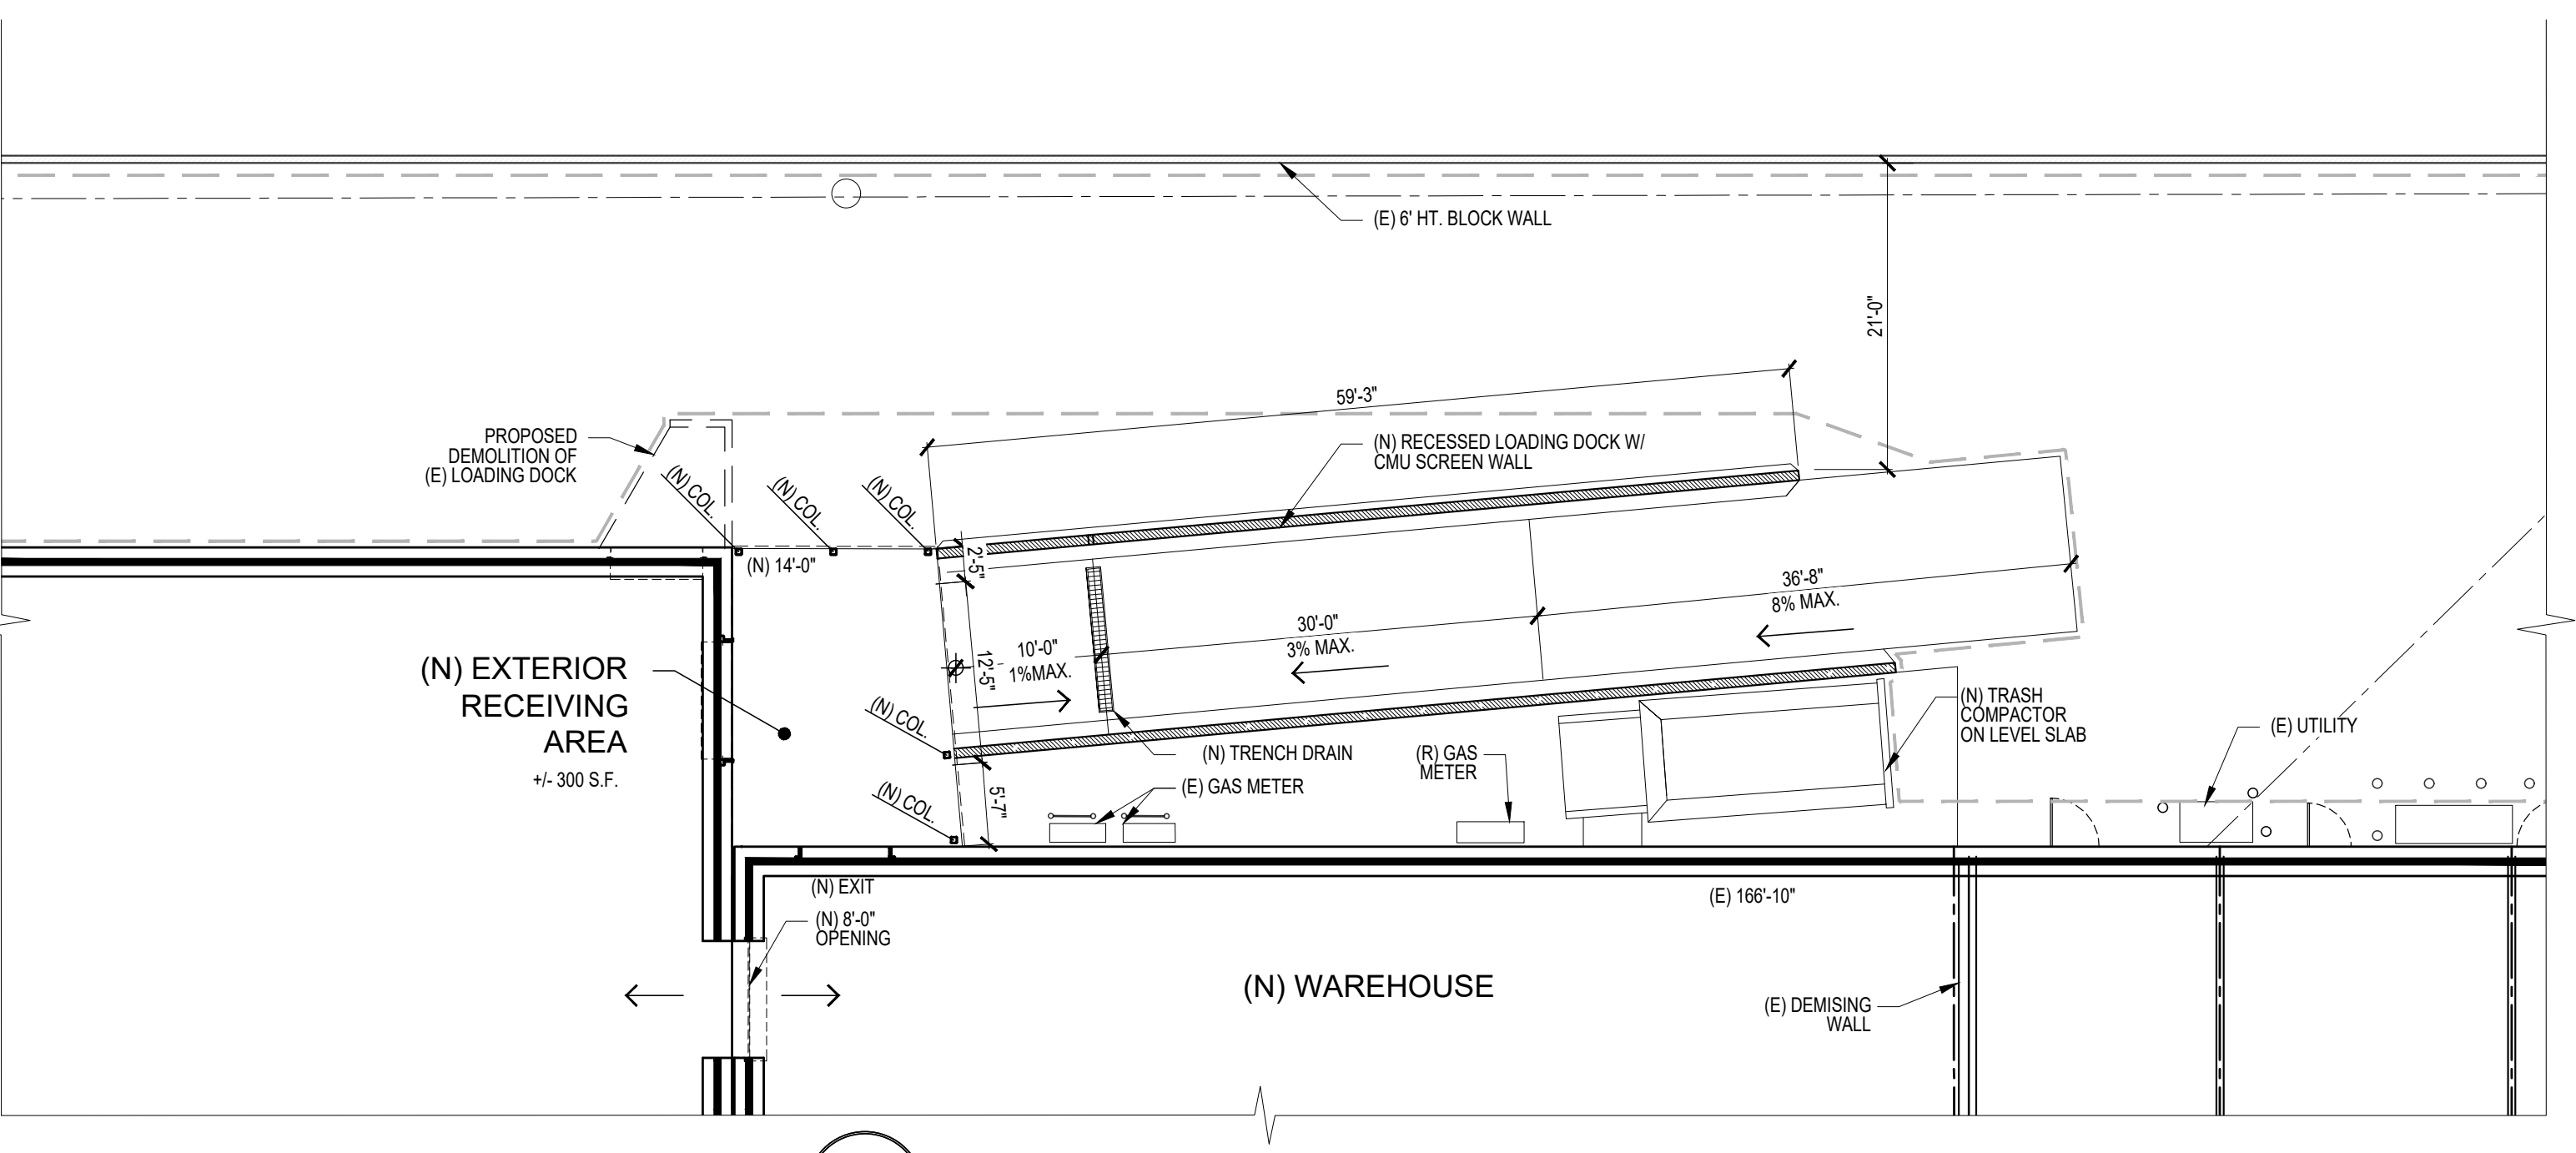 (E) 6' HT. BLOCK WALL
21'-0"
59'-3"
PROPOSED
DEMOLITION OF
(E) LOADING DOCK
(N) RECESSED LOADING DOCK W/
CMU SCREEN WALL
(N) COL.
(N) COL.
(N) COL.
(N) 14'-0"
2'-5"
36'-8"
8% MAX.
30'-0"
3% MAX.
10'-0"
1%MAX.
12'-5"
(N) EXTERIOR
RECEIVING
AREA
+/- 300 S.F.
(N) COL.
(N) TRASH
COMPACTOR
ON LEVEL SLAB
(E) UTILITY
(N) TRENCH DRAIN
(R) GAS
METER
(E) GAS METER
(N) COL.
5'-7"
(N) EXIT
(E) 166'-10"
(N) 8'-0"
OPENING
(N) WAREHOUSE
(E) DEMISING
WALL